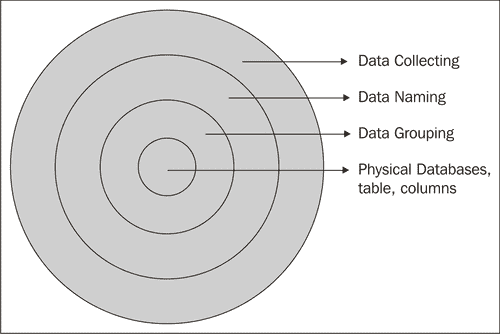 Data Collecting
Data Naming
Data Grouping
Physical Databases,
table, columns